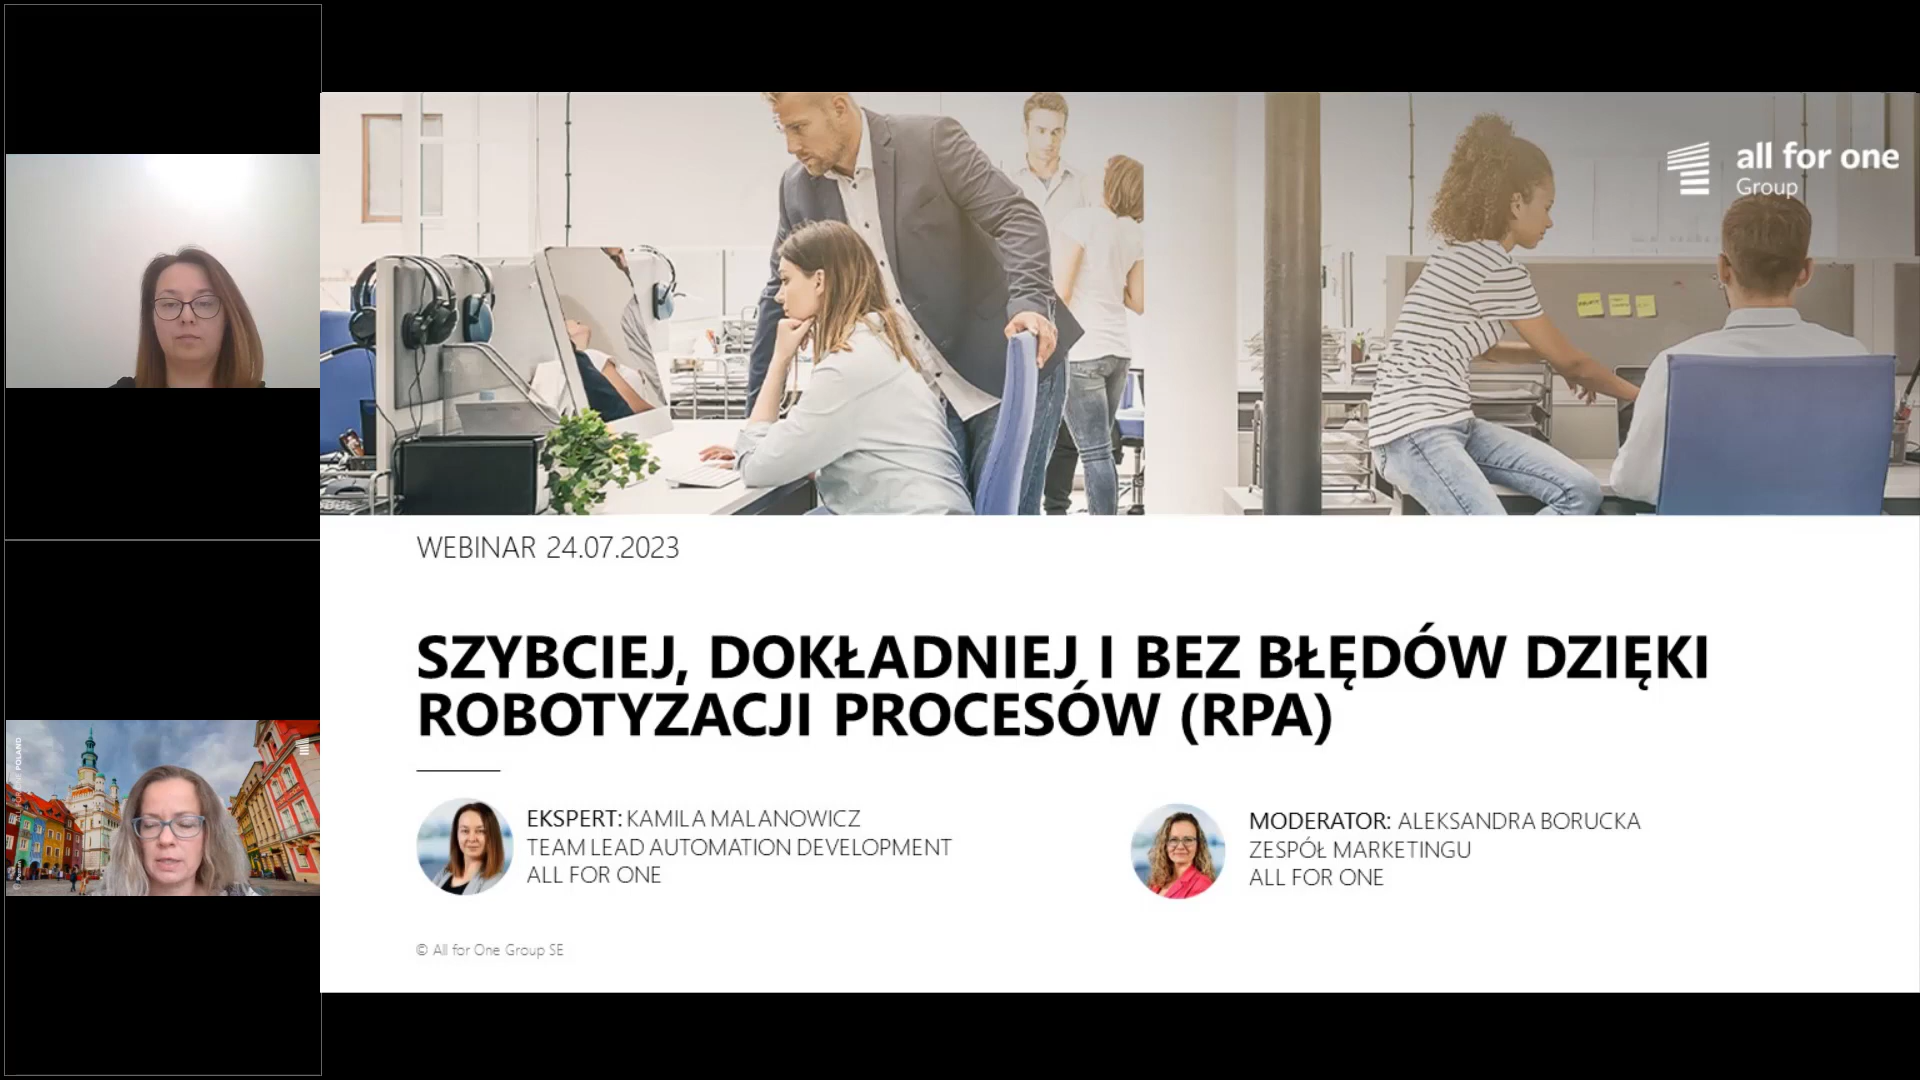 all for one
Group
WEBINAR 24.07.2023
SZYBCIEJ, DOKŁADNIEJ I BEZ BŁĘDÓW DZIĘKI
ROBOTYZACJI PROCESÓW (RPA)
EKSPERT: KAMILA MALANOWICZ
TEAM LEAD AUTOMATION DEVELOPMENT
ALL FOR ONE
MODERATOR: ALEKSANDRA BORUCKA
ZESPÓŁ MARKETINGU
ALL FOR ONE
© All for One Group SE